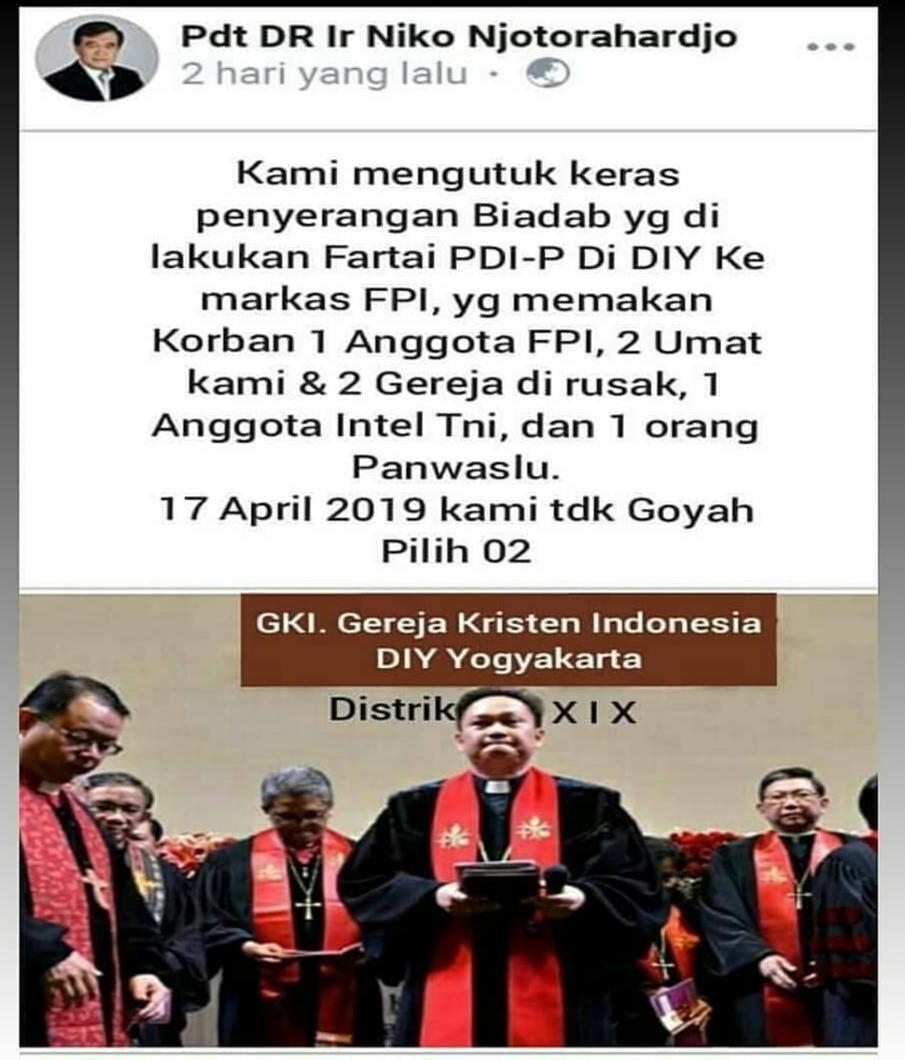 Pdt DR Ir Niko Njotorahardjo
2 hari yang lalu ·
Kami mengutuk keras
penyerangan Biadab yg di
lakukan Fartai PDI-P Di DIY Ke
markas FPI, yg memakan
Korban 1 Anggota FPI, 2 Umat
kami & 2 Gereja di rusak, 1
Anggota Intel Tni, dan 1 orang
Panwaslu.
17 April 2019 kami tdk Goyah
Pilih 02
GKI. Gereja Kristen Indonesia
DIY Yogyakarta
Distrik X I X